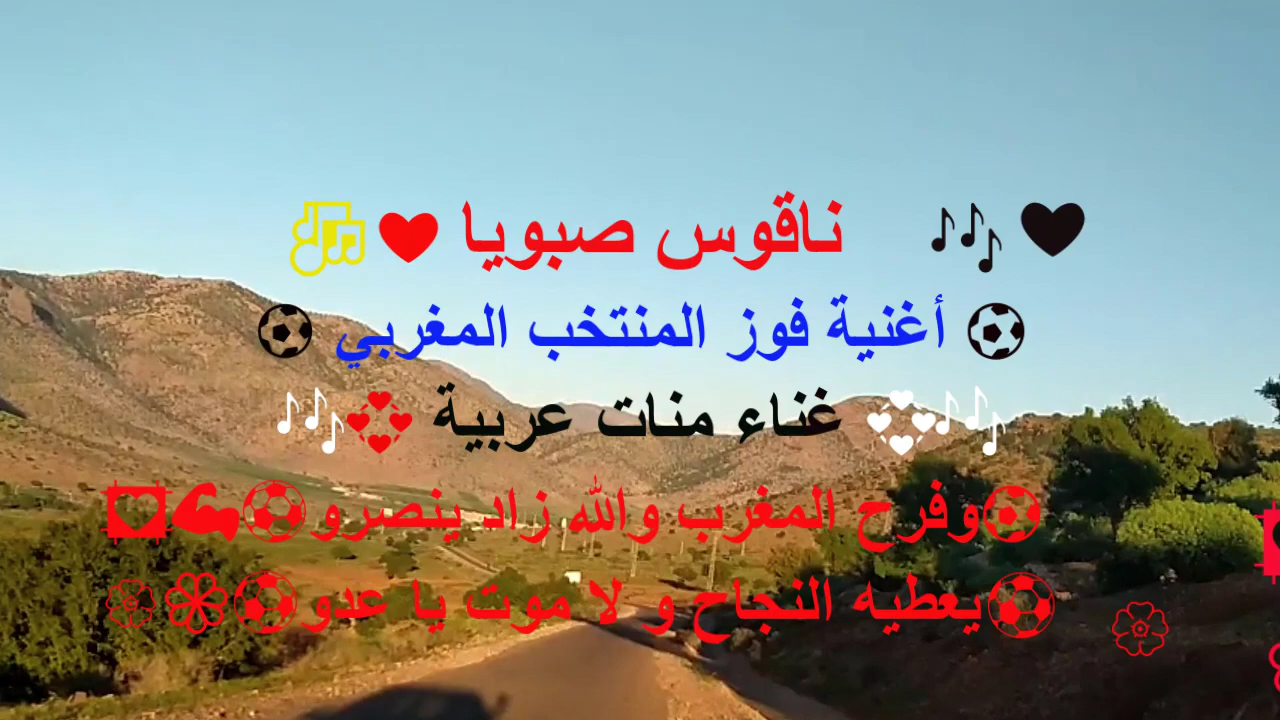 ناقوس صبويا
أغنية فوز المنتخب المغربي
غناء منات عربية
وفرح المغرب والله زاد ينصرو
يعطيه النجاح و لا موت يا عدو